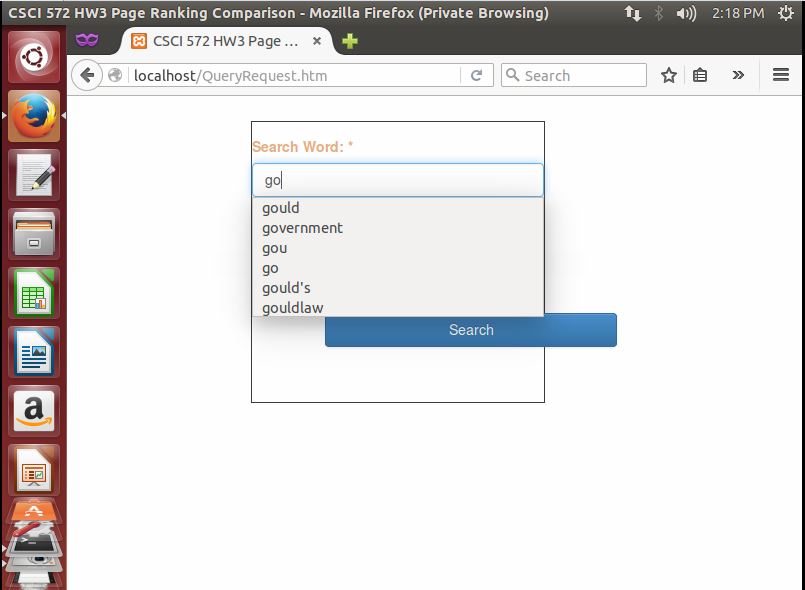 CSCI 572 HW3 Page Ranking Comparison - Mozilla Firefox (Private Browsing)
2:18 PM
CSCI 572 HW3 Page ...
localhost/QueryRequest.htm
Search
Search Word: *
go
gould
government
gou
go
gould's
gouldlaw
Search
a